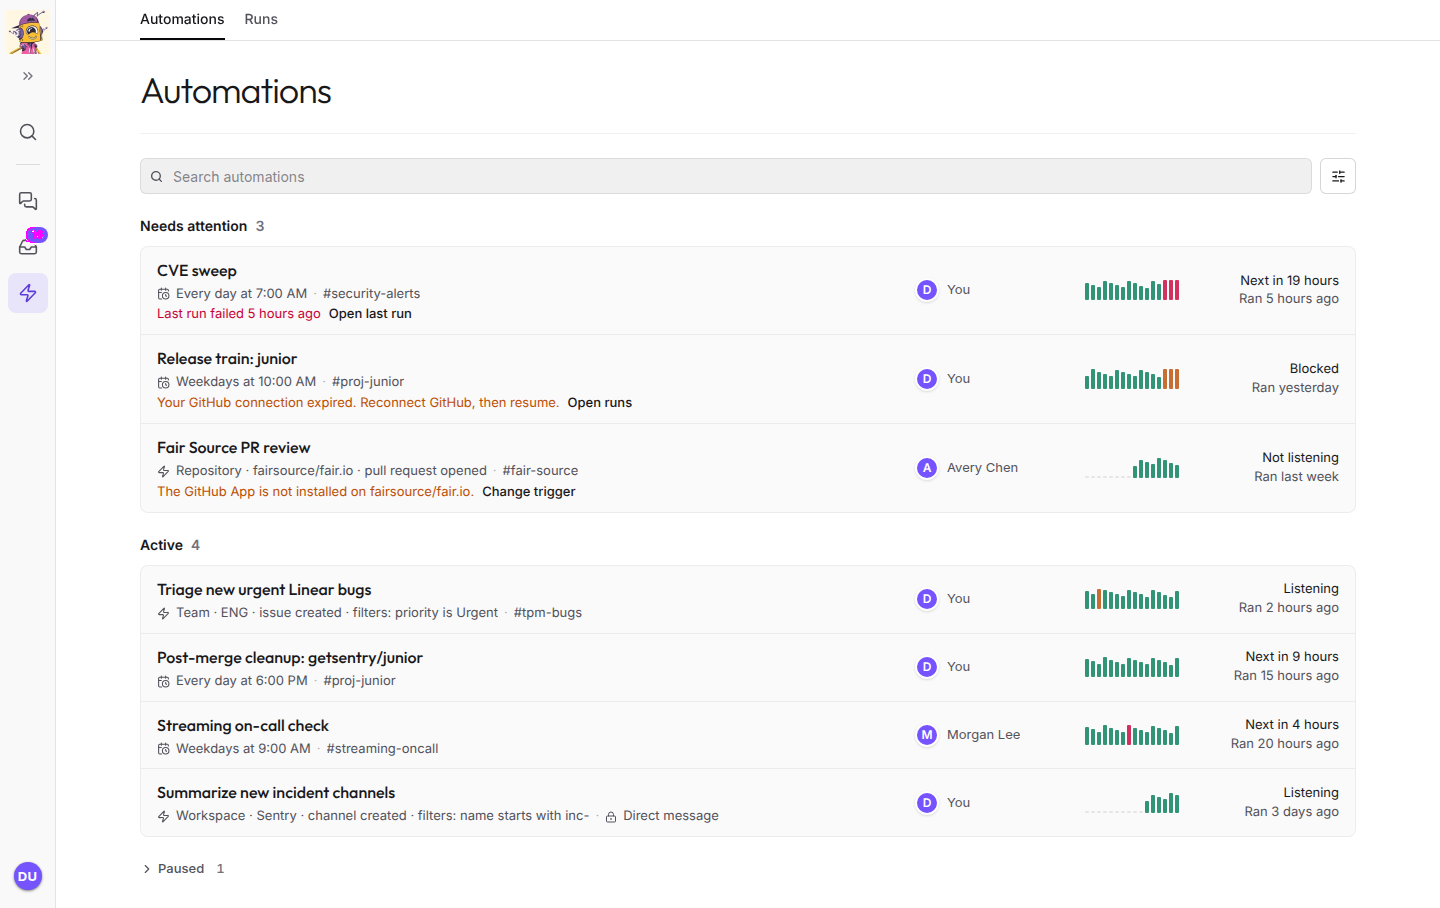 Automations
Runs
Automations
Search automations
Needs attention 3
CVE sweep
Every day at 7:00 AM · #security-alerts
Last run failed 5 hours ago Open last run
D You
Next in 19 hours
Ran 5 hours ago
Release train: junior
Weekdays at 10:00 AM · #proj-junior
Your GitHub connection expired. Reconnect GitHub, then resume. Open runs
D You
Blocked
Ran yesterday
Fair Source PR review
Repository · fairsource/fair.io · pull request opened · #fair-source
The GitHub App is not installed on fairsource/fair.io. Change trigger
A Avery Chen
Not listening
Ran last week
Active 4
Triage new urgent Linear bugs
Team · ENG · issue created · filters: priority is Urgent · #tpm-bugs
D You
Listening
Ran 2 hours ago
Post-merge cleanup: getsentry/junior
Every day at 6:00 PM · #proj-junior
D You
Next in 9 hours
Ran 15 hours ago
Streaming on-call check
Weekdays at 9:00 AM · #streaming-oncall
M Morgan Lee
Next in 4 hours
Ran 20 hours ago
Summarize new incident channels
Workspace · Sentry · channel created · filters: name starts with inc- · Direct message
D You
Listening
Ran 3 days ago
Paused 1
DU